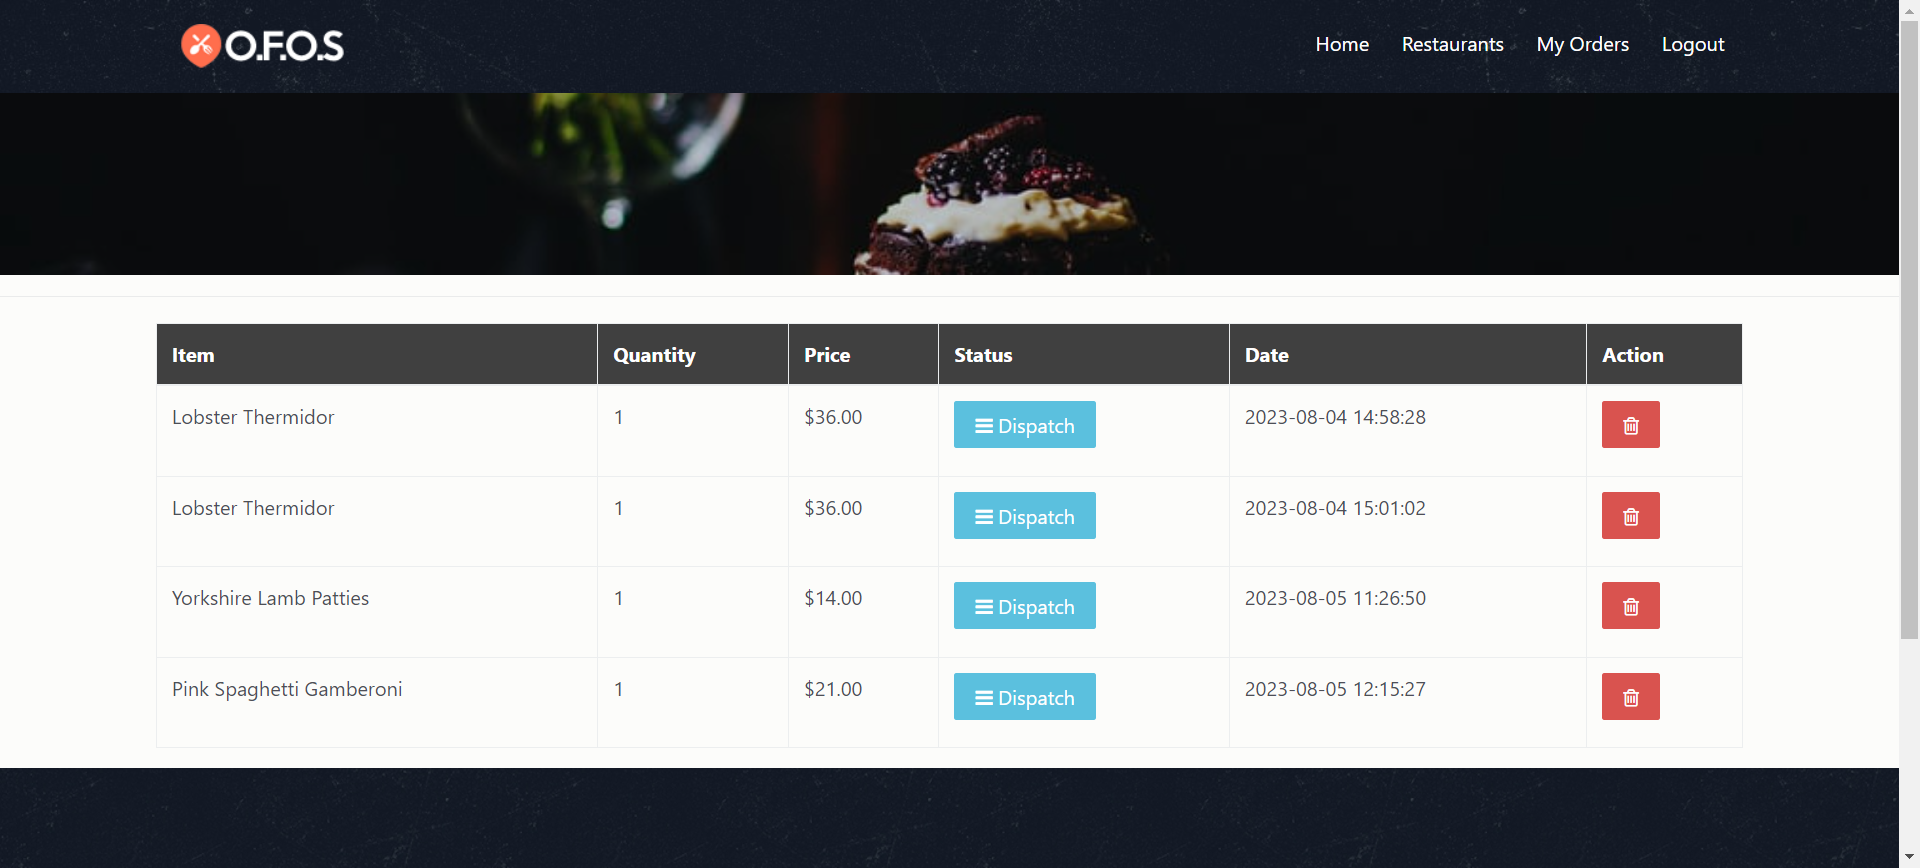 O.F.O.S
Home Restaurants My Orders Logout
Item Quantity Price Status Date Action
Lobster Thermidor 1 $36.00 Dispatch 2023-08-04 14:58:28
Lobster Thermidor 1 $36.00 Dispatch 2023-08-04 15:01:02
Yorkshire Lamb Patties 1 $14.00 Dispatch 2023-08-05 11:26:50
Pink Spaghetti Gamberoni 1 $21.00 Dispatch 2023-08-05 12:15:27